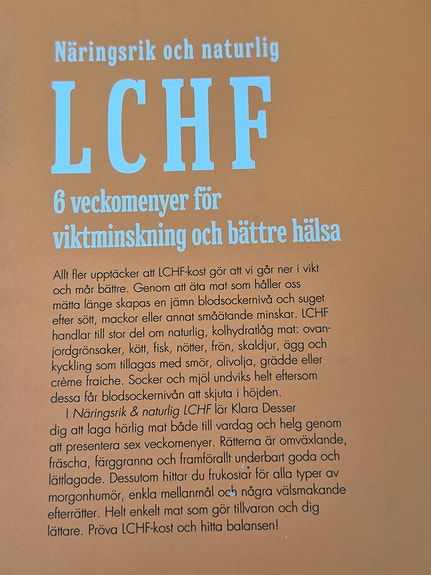 Näringsrik och naturlig
LCHF
6 veckomenyer för
viktminskning och bättre hälsa
Allt fler upptäcker att LCHF-kost gör att vi går ner i vikt
och mår bättre. Genom att äta mat som håller oss
mätta länge skapas en jämn blodsockernivå och suget
efter sött, mackor eller annat småätande minskar. LCHF
handlar till stor del om naturlig, kolhydratlåg mat: ovan-
jordgrönsaker, kött, fisk, nötter, frön, skaldjur, ägg och
kyckling som tillagas med smör, olivolja, grädde eller
crème fraiche. Socker och mjöl undviks helt eftersom
dessa får blodsockernivån att skjuta i höjden.
I Näringsrik & naturlig LCHF lär Klara Desser
dig att laga härlig mat både till vardag och helg genom
att presentera sex veckomenyer. Rätterna är omväxlande,
fräscha, färggranna och framförallt underbart goda och
lättlagade. Dessutom hittar du frukostar för alla typer av
morgonhumör, enkla mellanmål och några välsmakande
efterrätter. Helt enkelt mat som gör tillvaron och dig
lättare. Pröva LCHF-kost och hitta balansen!